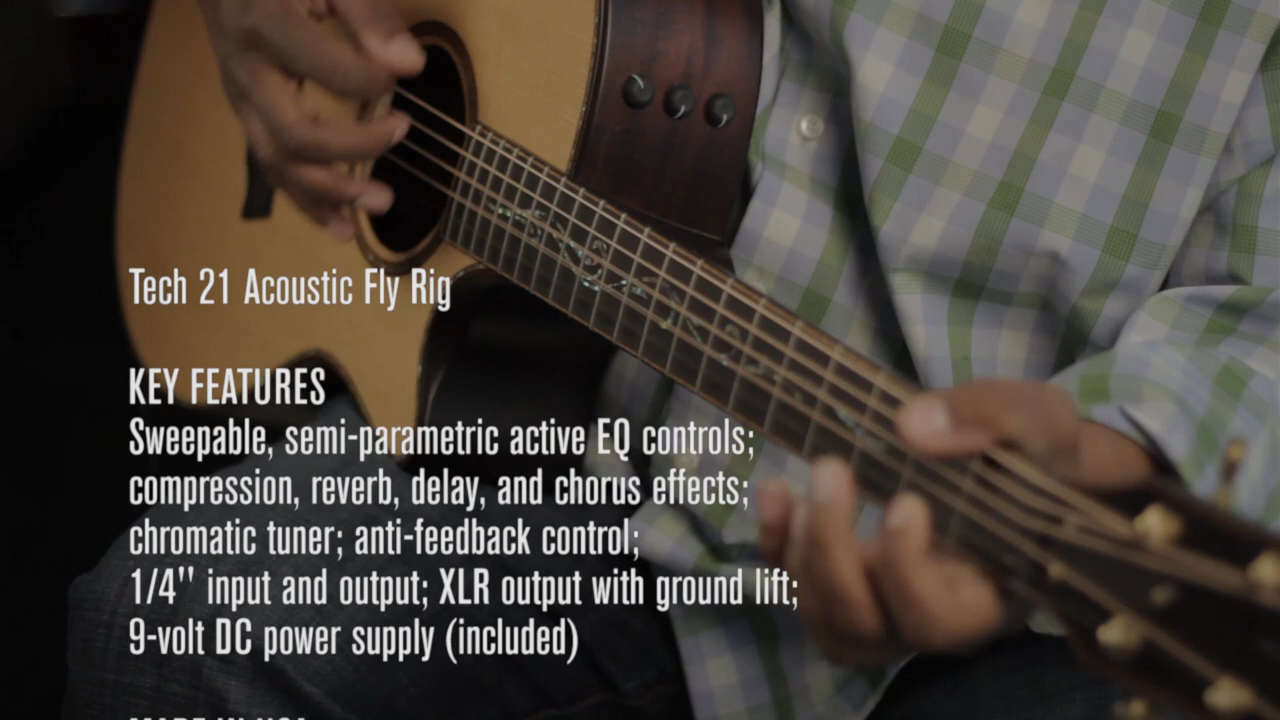 Tech 21 Acoustic Fly Rig
KEY FEATURES
Sweepable, semi-parametric active EQ controls;
compression, reverb, delay, and chorus effects;
chromatic tuner; anti-feedback control;
1/4" input and output; XLR output with ground lift;
9-volt DC power supply (included)